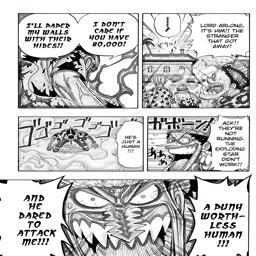 LORD ARLONG,
IT'S HIM!! THE
STRANGER
THAT GOT
AWAY!
I DON'T
CARE IF
YOU HAVE
80,000!
I'LL PAPER
MY WALLS
WITH THEIR
HIDES!!
ACK!!
THEY'RE
NOT
RUNNING.
THE
EXPLODING
STAR
DIDN'T
WORK!!
HE'S
JUST A
HUMAN
!!!
A PUNY
WORTH-
LESS
HUMAN
!!!
AND
HE
DARED
TO
ATTACK
ME!!!